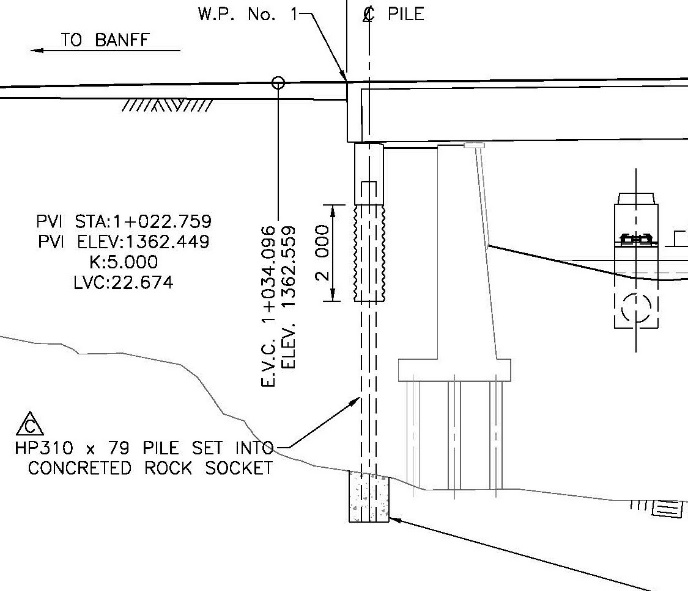 W.P. No. 1
℄ PILE
TO BANFF
PVI STA:1+022.759
PVI ELEV:1362.449
K:5.000
LVC:22.674
E.V.C. 1+034.096
ELEV. 1362.559
2 000
C
HP310 x 79 PILE SET INTO
CONCRETED ROCK SOCKET